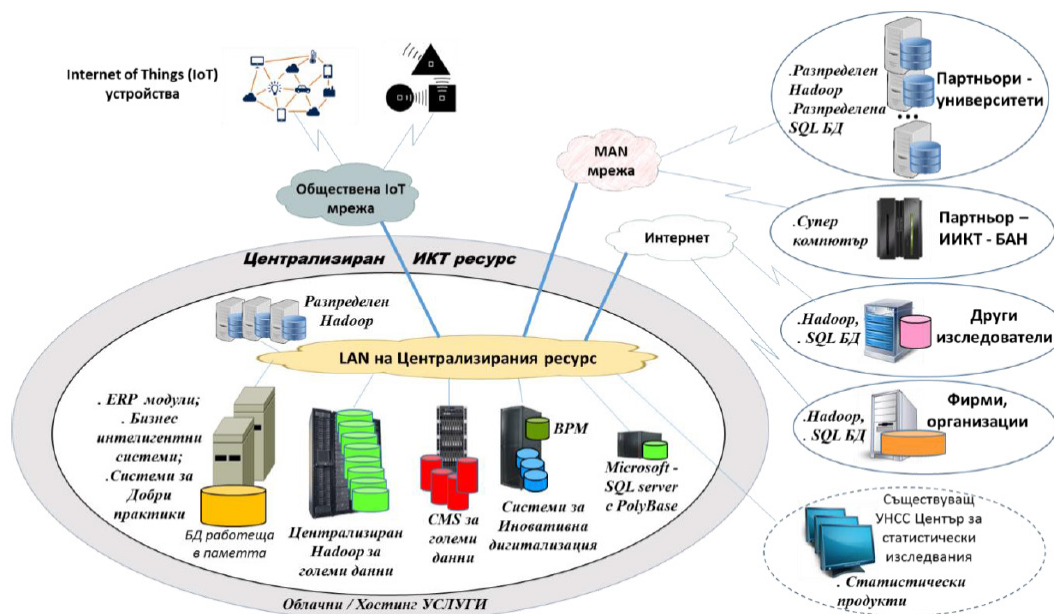 Internet of Things (IoT)
устройства
Обществена IoT
мрежа
MAN
мрежа
Интернет
.Разпределен
Hadoop
.Разпределена
SQL БД
Партньори -
университети
...
.Супер
компютър
Партньор –
ИИКТ - БАН
.Hadoop,
. SQL БД
Други
изследователи
.Hadoop,
. SQL БД
Фирми,
организации
Съществуващ
УНСС Център за
статистически
изследвания
. Статистически
продукти
Централизиран ИКТ ресурс
Разпределен
Hadoop
LAN на Централизирания ресурс
. ERP модули;
. Бизнес
интелигентни
системи;
.Системи за
Добри
практики
БД работеща
в паметта
Централизиран
Hadoop за
големи данни
CMS за
големи
данни
BPM
Системи за
Иновативна
дигитализация
Microsoft -
SQL server
с PolyBase
Облачни / Хостинг УСЛУГИ